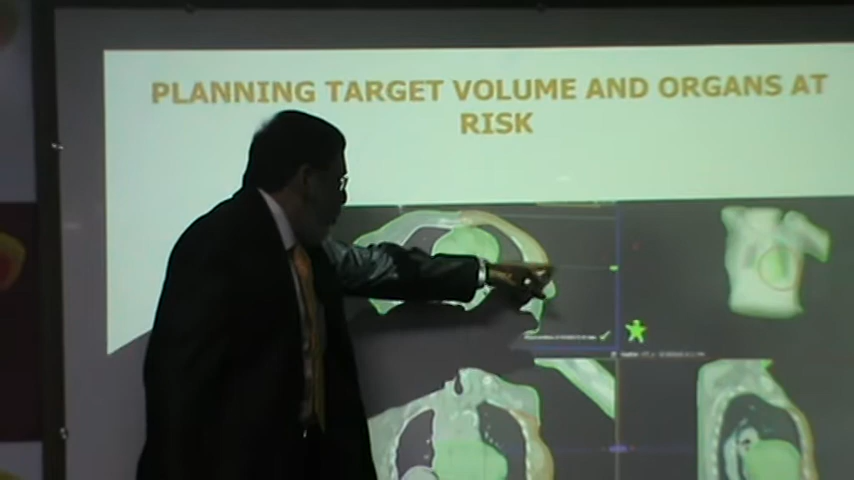 PLANNING TARGET VOLUME AND ORGANS AT
RISK